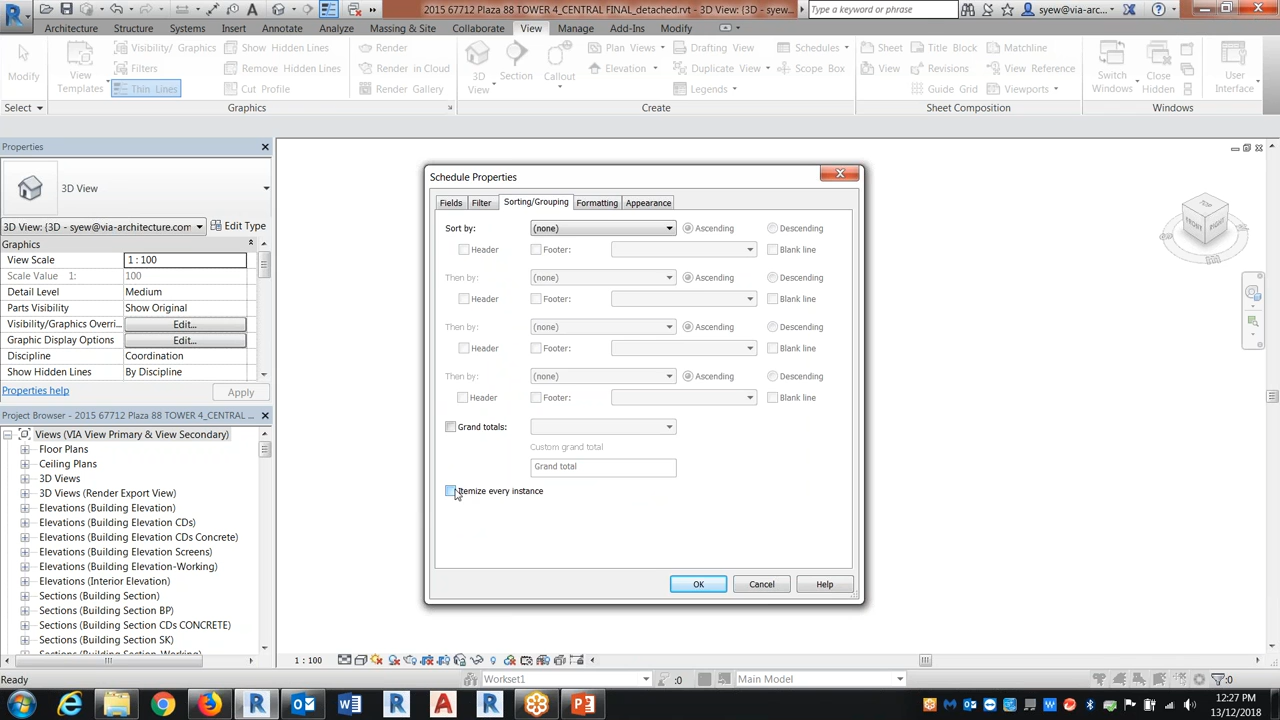 2015 67712 Plaza 88 TOWER 4_CENTRAL FINAL_detached.rvt - 3D View: {3D - syew@via-archite...
Type a keyword or phrase
syew@via-arc...
Architecture Structure Systems Insert Annotate Analyze Massing & Site Collaborate View Manage Add-Ins Modify
Visibility/ Graphics Show Hidden Lines Render Plan Views Drafting View Schedules Sheet Title Block Matchline
Filters Remove Hidden Lines Render in Cloud Elevation Duplicate View Scope Box View Revisions View Reference
Modify View Templates Thin Lines Cut Profile Render Gallery 3D View Section Callout Legends Guide Grid Viewports Switch Windows Close Hidden User Interface
Select Graphics Create Sheet Composition Windows
Properties
3D View
3D View: {3D - syew@via-architecture.com
Edit Type
Graphics
View Scale 1 : 100
Scale Value 1: 100
Detail Level Medium
Parts Visibility Show Original
Visibility/Graphics Overri... Edit...
Graphic Display Options Edit...
Discipline Coordination
Show Hidden Lines By Discipline
Properties help Apply
Project Browser - 2015 67712 Plaza 88 TOWER 4_CENTRAL ...
Views (VIA View Primary & View Secondary)
Floor Plans
Ceiling Plans
3D Views
3D Views (Render Export View)
Elevations (Building Elevation)
Elevations (Building Elevation CDs)
Elevations (Building Elevation CDs Concrete)
Elevations (Building Elevation Screens)
Elevations (Building Elevation-Working)
Elevations (Interior Elevation)
Sections (Building Section)
Sections (Building Section BP)
Sections (Building Section CDs CONCRETE)
Sections (Building Section SK)
Sections (Building Section-Working)
Schedule Properties
Fields Filter Sorting/Grouping Formatting Appearance
Sort by: (none) Ascending Descending
Header Footer: Blank line
Then by: (none) Ascending Descending
Header Footer: Blank line
Then by: (none) Ascending Descending
Header Footer: Blank line
Then by: (none) Ascending Descending
Header Footer: Blank line
Grand totals:
Custom grand total
Grand total
Itemize every instance
OK Cancel Help
TOP
FRONT RIGHT
1 : 100
Ready Workset1 :0 Main Model :0
12:27 PM
13/12/2018